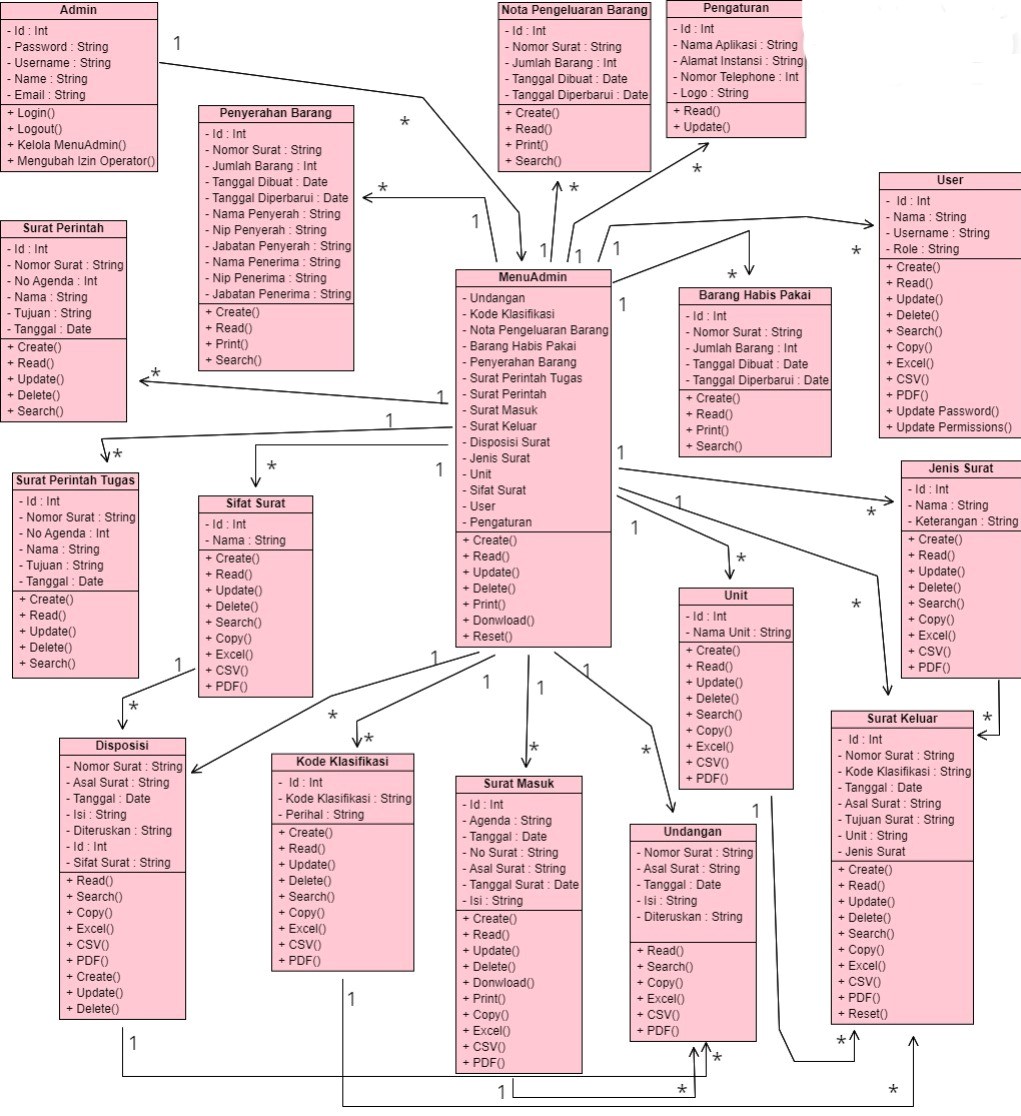 Admin
- Id : Int
- Password : String
- Username : String
- Name : String
- Email : String
+ Login()
+ Logout()
+ Kelola MenuAdmin()
+ Mengubah Izin Operator()
1
*
Nota Pengeluaran Barang
- Id : Int
- Nomor Surat : String
- Jumlah Barang : Int
- Tanggal Dibuat : Date
- Tanggal Diperbarui : Date
+ Create()
+ Read()
+ Print()
+ Search()
*
1
Pengaturan
- Id : Int
- Nama Aplikasi : String
- Alamat Instansi : String
- Nomor Telephone : Int
- Logo : String
+ Read()
+ Update()
*
1
Penyerahan Barang
- Id : Int
- Nomor Surat : String
- Jumlah Barang : Int
- Tanggal Dibuat : Date
- Tanggal Diperbarui : Date
- Nama Penyerah : String
- Nip Penyerah : String
- Jabatan Penyerah : String
- Nama Penerima : String
- Nip Penerima : String
- Jabatan Penerima : String
+ Create()
+ Read()
+ Print()
+ Search()
*
1
User
- Id : Int
- Nama : String
- Username : String
- Role : String
+ Create()
+ Read()
+ Update()
+ Delete()
+ Search()
+ Copy()
+ Excel()
+ CSV()
+ PDF()
+ Update Password()
+ Update Permissions()
1
*
Surat Perintah
- Id : Int
- Nomor Surat : String
- No Agenda : Int
- Nama : String
- Tujuan : String
- Tanggal : Date
+ Create()
+ Read()
+ Update()
+ Delete()
+ Search()
*
1
MenuAdmin
- Undangan
- Kode Klasifikasi
- Nota Pengeluaran Barang
- Barang Habis Pakai
- Penyerahan Barang
- Surat Perintah Tugas
- Surat Perintah
- Surat Masuk
- Surat Keluar
- Disposisi Surat
- Jenis Surat
- Unit
- Sifat Surat
- User
- Pengaturan
+ Create()
+ Read()
+ Update()
+ Delete()
+ Print()
+ Donwload()
+ Reset()
Barang Habis Pakai
- Id : Int
- Nomor Surat : String
- Jumlah Barang : Int
- Tanggal Dibuat : Date
- Tanggal Diperbarui : Date
+ Create()
+ Read()
+ Print()
+ Search()
*
1
Surat Perintah Tugas
- Id : Int
- Nomor Surat : String
- No Agenda : Int
- Nama : String
- Tujuan : String
- Tanggal : Date
+ Create()
+ Read()
+ Update()
+ Delete()
+ Search()
1
*
Sifat Surat
- Id : Int
- Nama : String
+ Create()
+ Read()
+ Update()
+ Delete()
+ Search()
+ Copy()
+ Excel()
+ CSV()
+ PDF()
*
1
Jenis Surat
- Id : Int
- Nama : String
- Keterangan : String
+ Create()
+ Read()
+ Update()
+ Delete()
+ Search()
+ Copy()
+ Excel()
+ CSV()
+ PDF()
1
*
Unit
- Id : Int
- Nama Unit : String
+ Create()
+ Read()
+ Update()
+ Delete()
+ Search()
+ Copy()
+ Excel()
+ CSV()
+ PDF()
1
*
1
*
Disposisi
- Nomor Surat : String
- Asal Surat : String
- Tanggal : Date
- Isi : String
- Diteruskan : String
- Id : Int
- Sifat Surat : String
+ Read()
+ Search()
+ Copy()
+ Excel()
+ CSV()
+ PDF()
+ Create()
+ Update()
+ Delete()
1
*
1
*
Kode Klasifikasi
- Id : Int
- Kode Klasifikasi : String
- Perihal : String
+ Create()
+ Read()
+ Update()
+ Delete()
+ Search()
+ Copy()
+ Excel()
+ CSV()
+ PDF()
1
*
Surat Masuk
- Id : Int
- Agenda : String
- Tanggal : Date
- No Surat : String
- Asal Surat : String
- Tanggal Surat : Date
- Isi : String
+ Create()
+ Read()
+ Update()
+ Delete()
+ Donwload()
+ Print()
+ Copy()
+ Excel()
+ CSV()
+ PDF()
1
*
Undangan
- Nomor Surat : String
- Asal Surat : String
- Tanggal : Date
- Isi : String
- Diteruskan : String
+ Read()
+ Search()
+ Copy()
+ Excel()
+ CSV()
+ PDF()
1
*
Surat Keluar
- Id : Int
- Nomor Surat : String
- Kode Klasifikasi : String
- Tanggal : Date
- Asal Surat : String
- Tujuan Surat : String
- Unit : String
- Jenis Surat
+ Create()
+ Read()
+ Update()
+ Delete()
+ Search()
+ Copy()
+ Excel()
+ CSV()
+ PDF()
+ Reset()
*
1
*
1
*
1
*
1
*